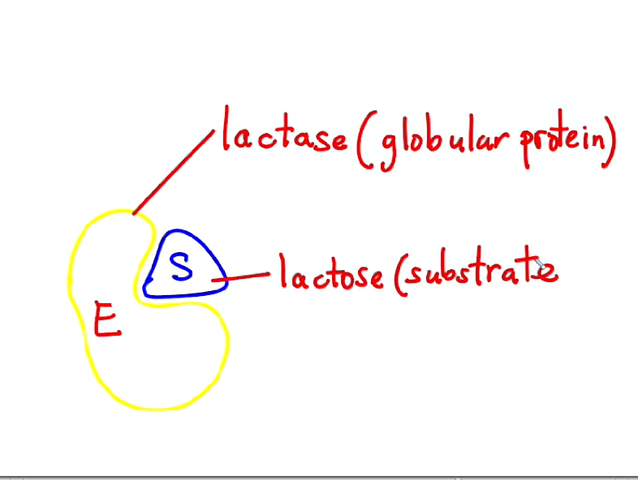 lactase (globular protein)
S
lactose (substrate
E